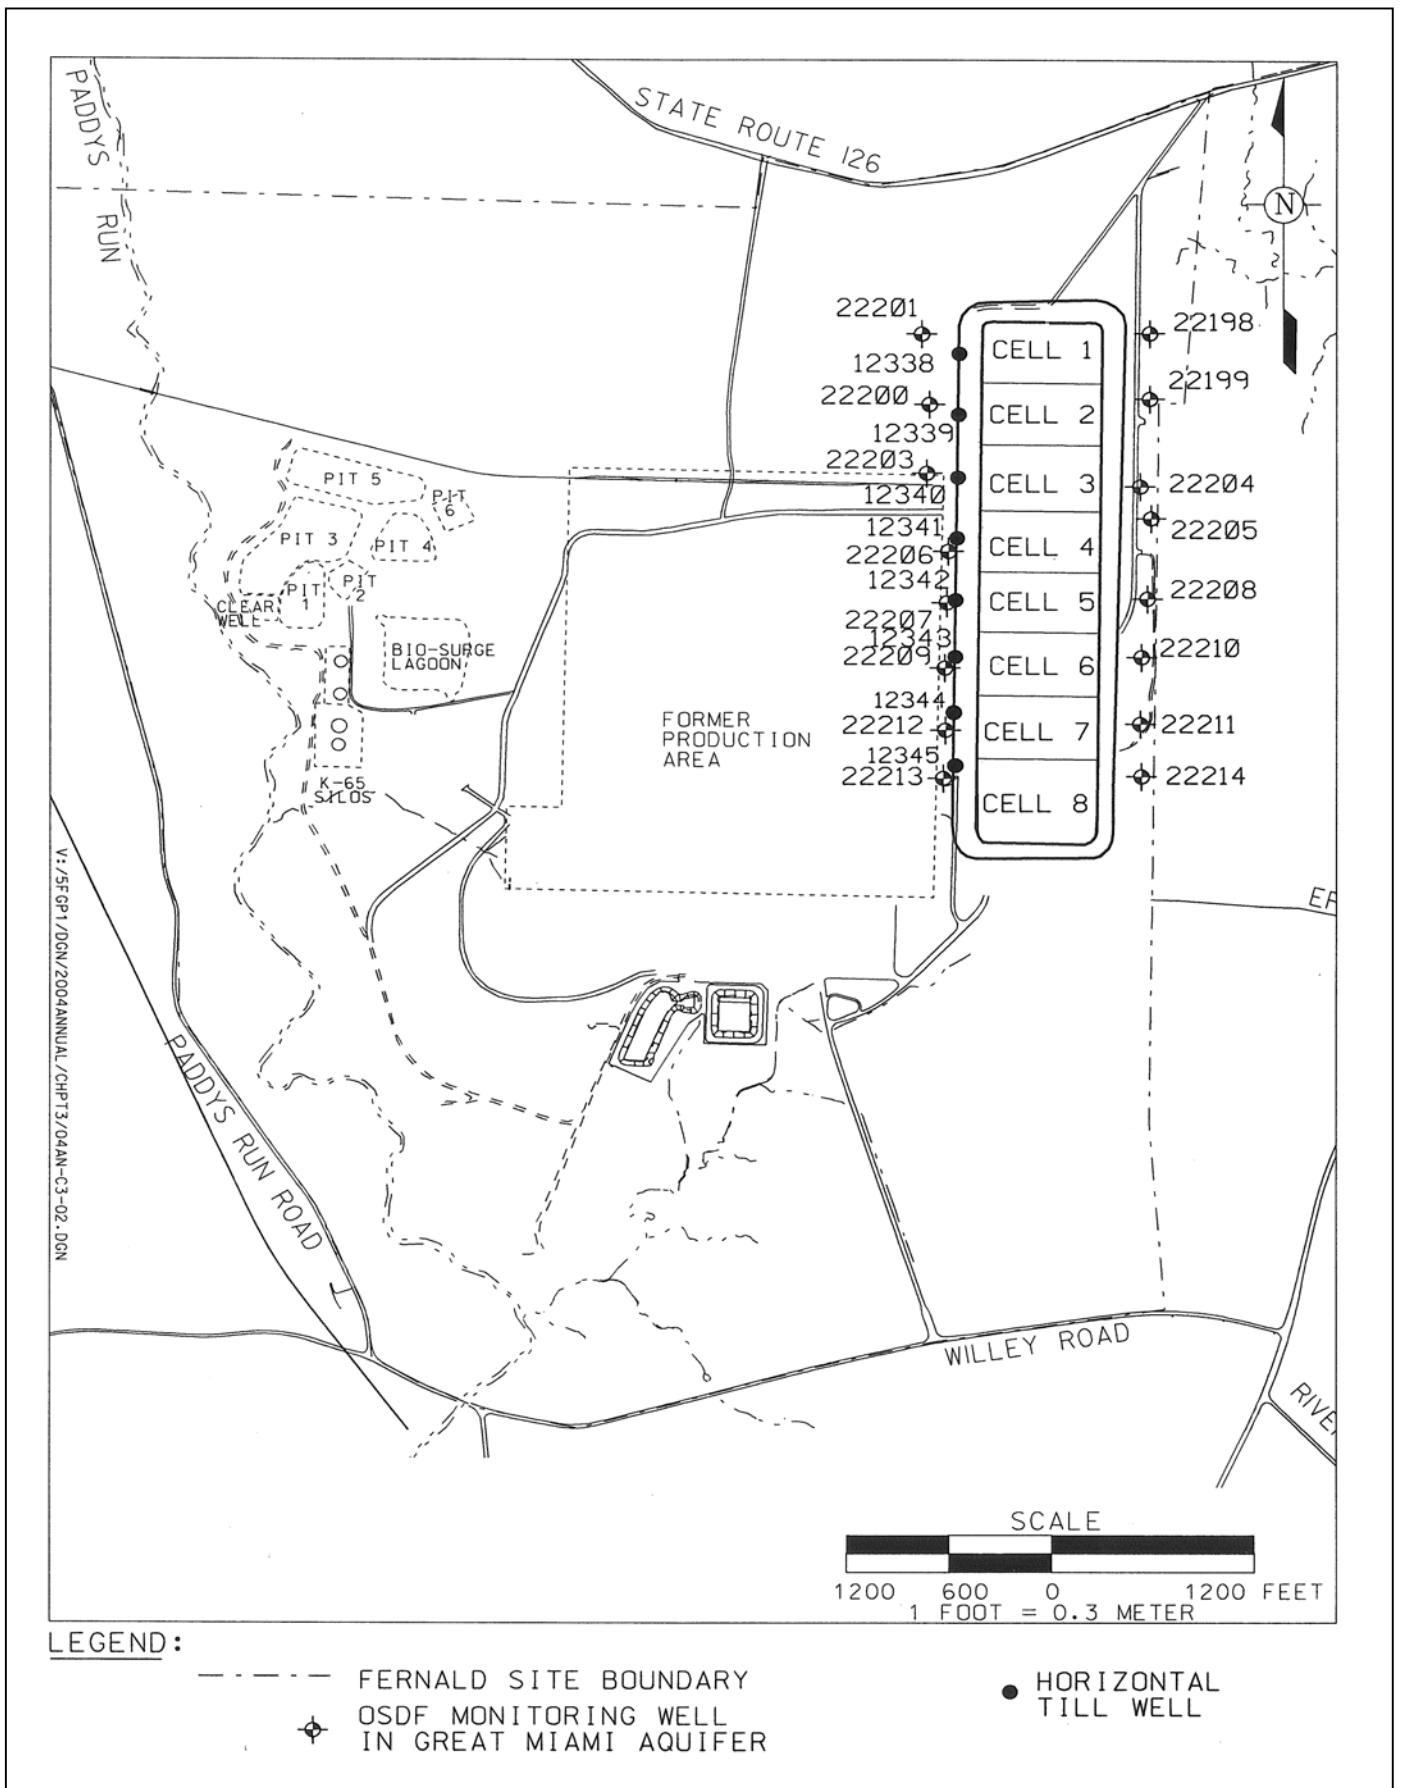 PADDYS
RUN
STATE ROUTE 126
N
22201
22198
CELL 1
12338
22199
22200
CELL 2
12339
22203
CELL 3
22204
12340
PIT 5
PIT
6
12341
22205
PIT 3
PIT 4
22206
CELL 4
12342
22208
PIT
1
PIT
2
CELL 5
CLEAR
WELL
22207
12343
22209
22210
BIO-SURGE
LAGOON
CELL 6
12344
22212
22211
FORMER
PRODUCTION
AREA
CELL 7
12345
22213
22214
K-65
SILOS
CELL 8
V:/5FGP1/DGN/2004ANNUAL/CHPT3/04AN-C3-02.DGN
PADDYS RUN ROAD
WILLEY ROAD
SCALE
1200 600 0 1200 FEET
1 FOOT = 0.3 METER
LEGEND:
FERNALD SITE BOUNDARY
OSDF MONITORING WELL
IN GREAT MIAMI AQUIFER
HORIZONTAL
TILL WELL